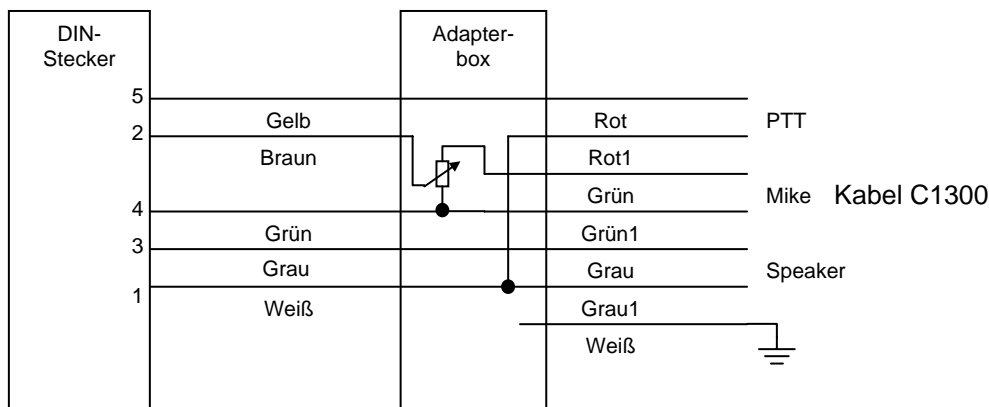 DIN-
Stecker
Adapter-
box
5
Gelb
Rot
PTT
2
Braun
Rot1
4
Grün
Mike
Kabel C1300
Grün
Grün1
3
Grau
Grau
Speaker
1
Weiß
Grau1
Weiß